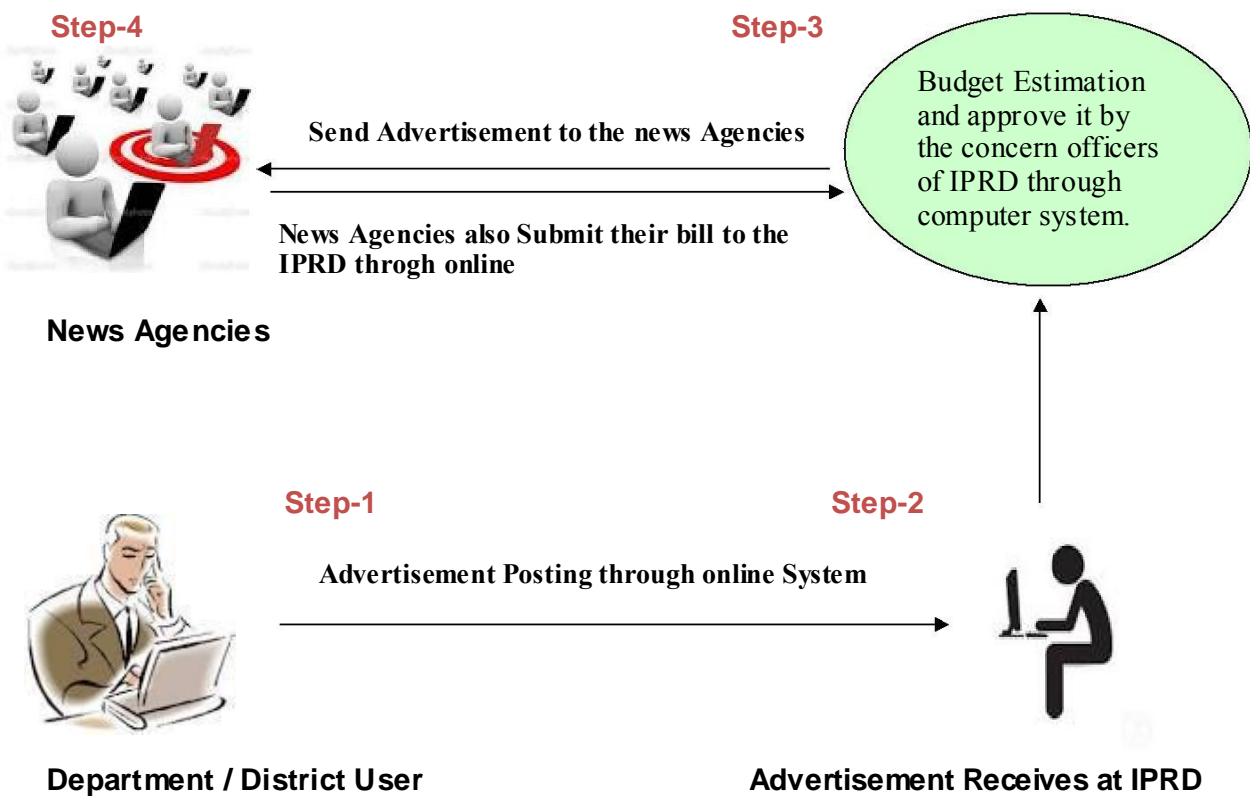 Step-4
Step-3
Budget Estimation
and approve it by
the concern officers
of IPRD through
computer system.
Send Advertisement to the news Agencies
News Agencies also Submit their bill to the
IPRD throgh online
News Agencies
Step-1
Step-2
Advertisement Posting through online System
Department / District User
Advertisement Receives at IPRD